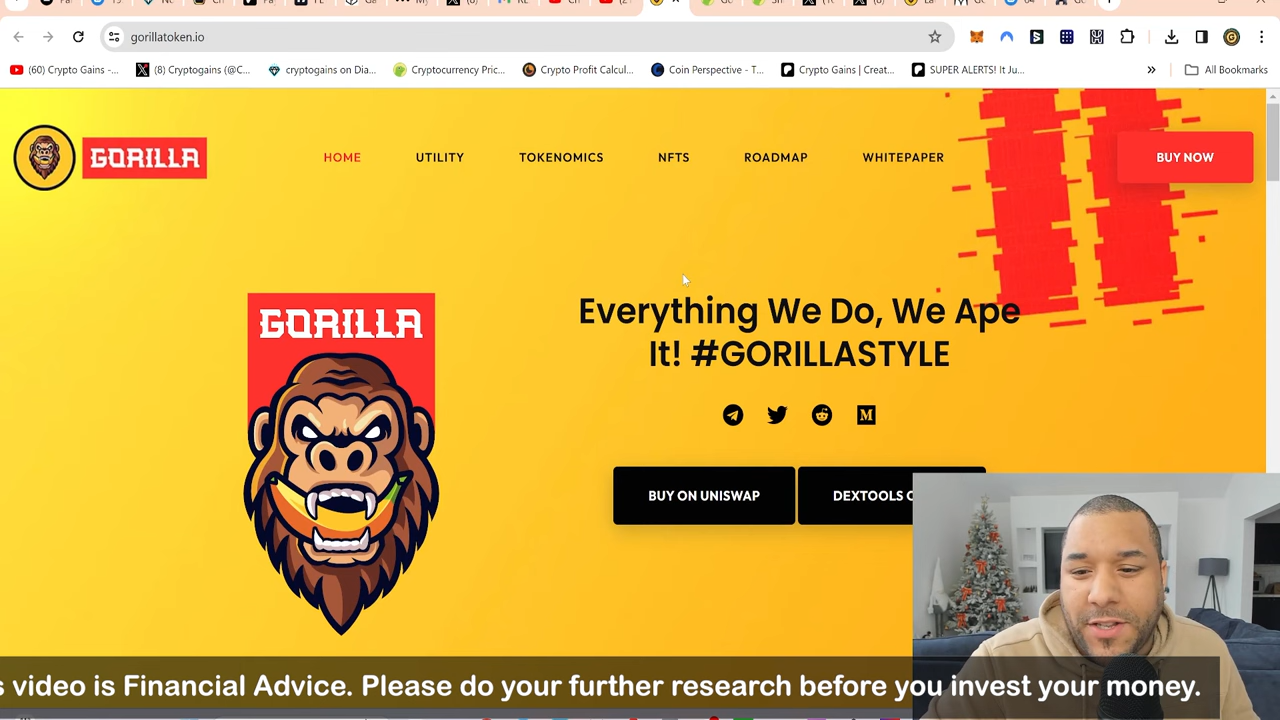 gorillatoken.io
(60) Crypto Gains -...
(8) Cryptogains (@C...
cryptogains on Dia...
Cryptocurrency Pric...
Crypto Profit Calcul...
Coin Perspective - T...
Crypto Gains | Creat...
SUPER ALERTS! It Ju...
»
All Bookmarks
GORILLA
HOME
UTILITY
TOKENOMICS
NFTS
ROADMAP
WHITEPAPER
BUY NOW
GORILLA
Everything We Do, We Ape
It! #GORILLASTYLE
BUY ON UNISWAP
DEXTOOLS
s video is Financial Advice. Please do your further research before you invest your money.